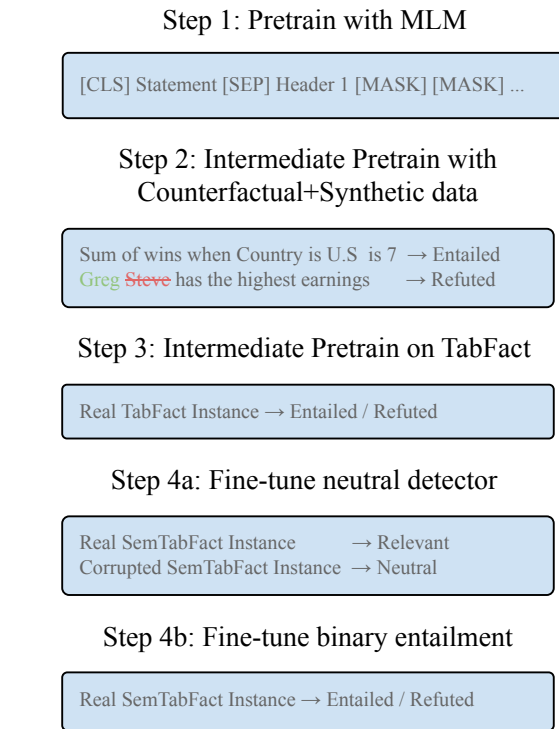 Step 1: Pretrain with MLM
[CLS] Statement [SEP] Header 1 [MASK] [MASK] ...
Step 2: Intermediate Pretrain with
Counterfactual+Synthetic data
Sum of wins when Country is U.S is 7 → Entailed
Greg Steve has the highest earnings → Refuted
Step 3: Intermediate Pretrain on TabFact
Real TabFact Instance → Entailed / Refuted
Step 4a: Fine-tune neutral detector
Real SemTabFact Instance → Relevant
Corrupted SemTabFact Instance → Neutral
Step 4b: Fine-tune binary entailment
Real SemTabFact Instance → Entailed / Refuted